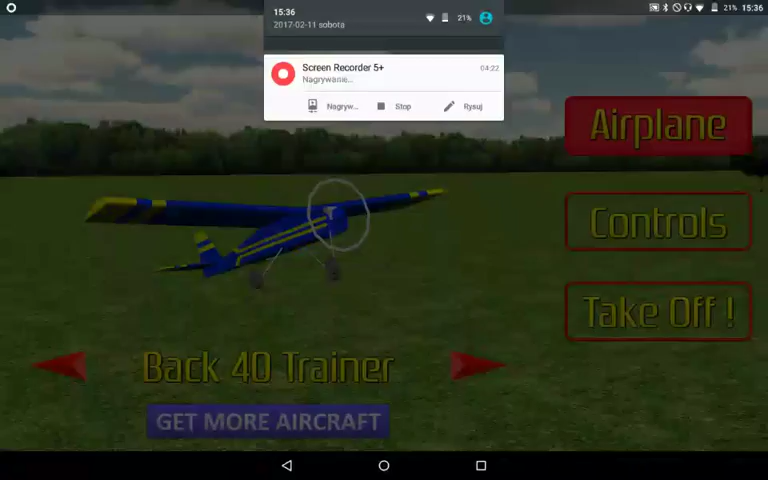 21% 15:36
15:36
2017-02-11 sobota
21%
Screen Recorder 5+
04:22
Nagrywanie...
Nagryw...
Stop
Rysuj
Airplane
Controls
Take Off !
Back 40 Trainer
GET MORE AIRCRAFT